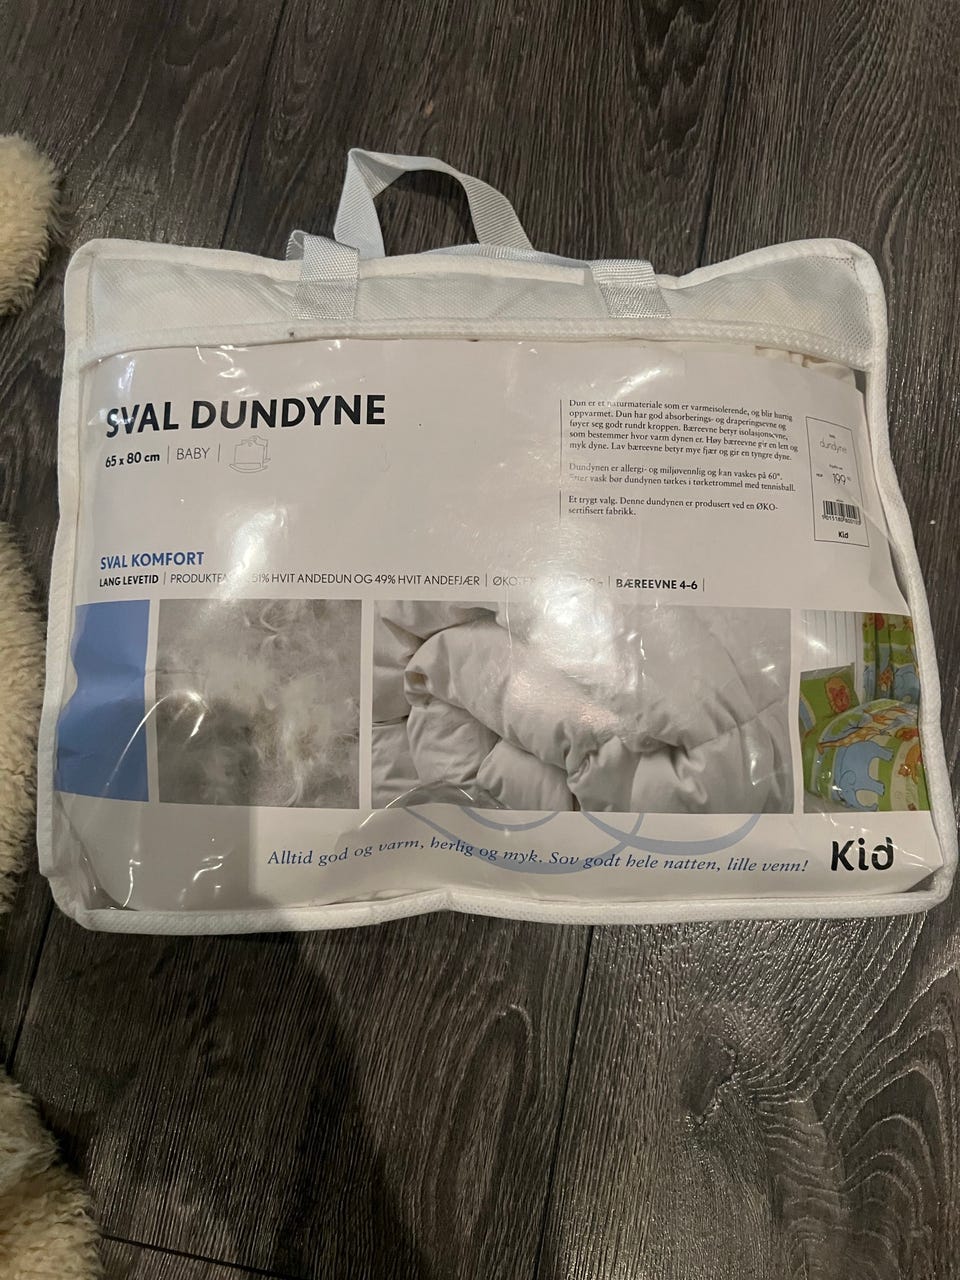 SVAL DUNDYNE
65 x 80 cm | BABY |
Dun er et naturmateriale som er varmeisolerende, og blir hurtig
oppvarmet. Dun har god absorberings- og draperingsevne og
føyer seg godt rundt kroppen. Bæreevne betyr isolasjonsevne,
som bestemmer hvor varm dynen er. Høy bæreevne gir en lett og
myk dyne. Lav bæreevne betyr mye fjær og gir en tyngre dyne.
Dundynen er allergi- og miljøvennlig og kan vaskes på 60°.
Etter vask bør dundynen tørkes i tørketrommel med tennisball.
Et trygt valg. Denne dundynen er produsert ved en ØKO-
sertifisert fabrikk.
dundyne
199
Kid
SVAL KOMFORT
LANG LEVETID | 51% HVIT ANDEDUN OG 49% HVIT ANDEFJÆR | BÆREEVNE 4-6 |
Alltid god og varm, herlig og myk. Sov godt hele natten, lille venn!
Kid